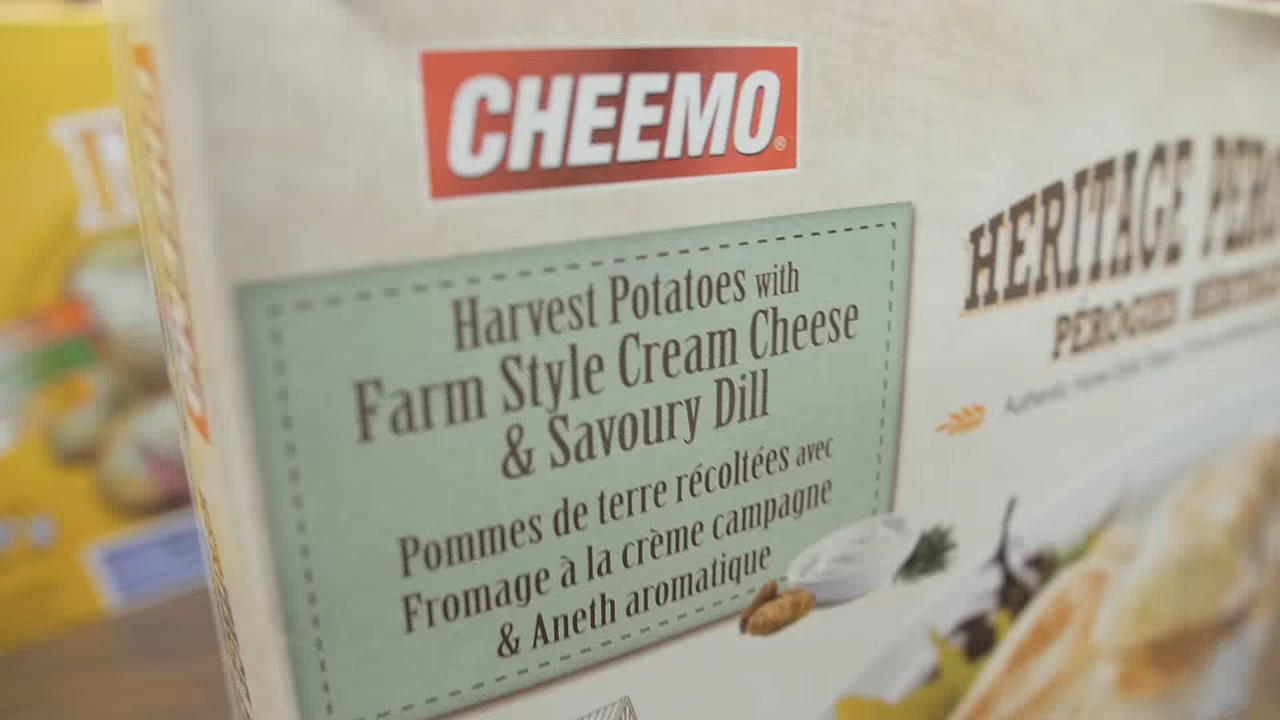 CHEEMO
Harvest Potatoes with
Farm Style Cream Cheese
& Savoury Dill
Pommes de terre récoltées avec
Fromage à la crème campagne
& Aneth aromatique
HERITAGE
PÉROGIES